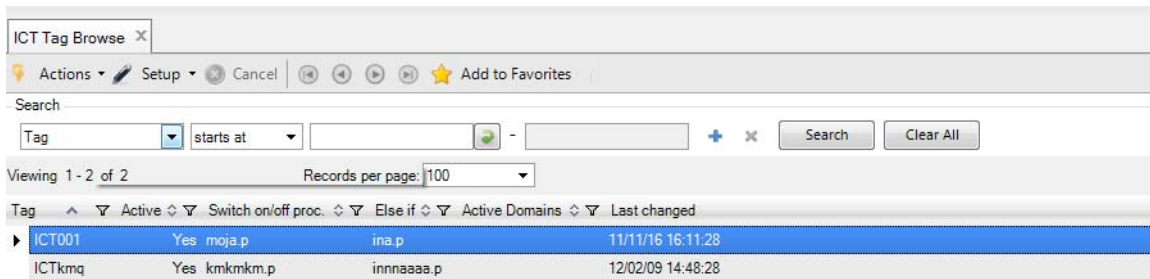 ICT Tag Browse
Actions Setup Cancel Add to Favorites
Search
Tag starts at - Search Clear All
Viewing 1 - 2 of 2 Records per page: 100
Tag Active Switch on/off proc. Else if Active Domains Last changed
ICT001 Yes moja.p ina.p 11/11/16 16:11:28
ICTkmq Yes kmkmkm.p innnaaaa.p 12/02/09 14:48:28